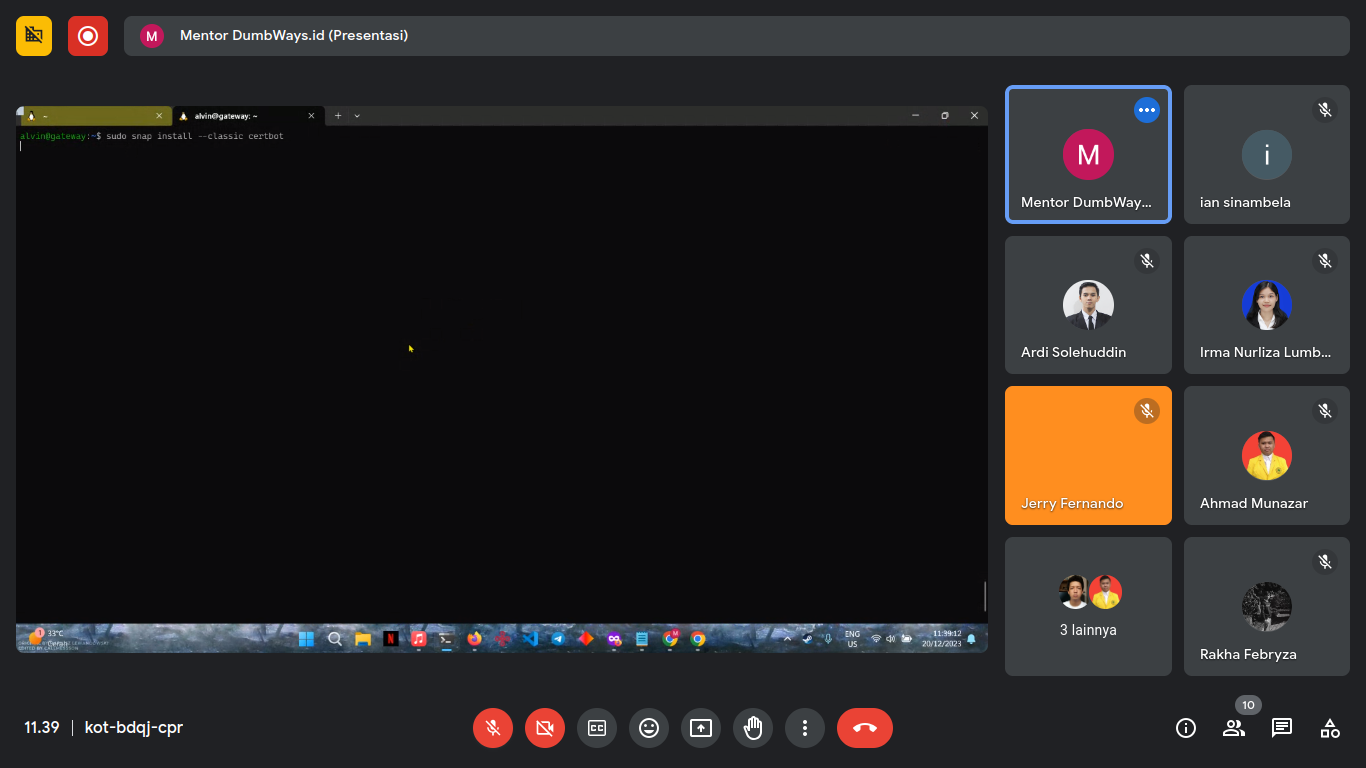 M
Mentor DumbWays.id (Presentasi)
~
alvin@gateway: ~
alvin@gateway:~$ sudo snap install --classic certbot
1
33°C
Cerah
ENG
US
11:39:12
20/12/2023
M
Mentor DumbWay...
i
ian sinambela
Ardi Solehuddin
Irma Nurliza Lumb...
Jerry Fernando
Ahmad Munazar
3 lainnya
Rakha Febryza
11.39
kot-bdqj-cpr
10